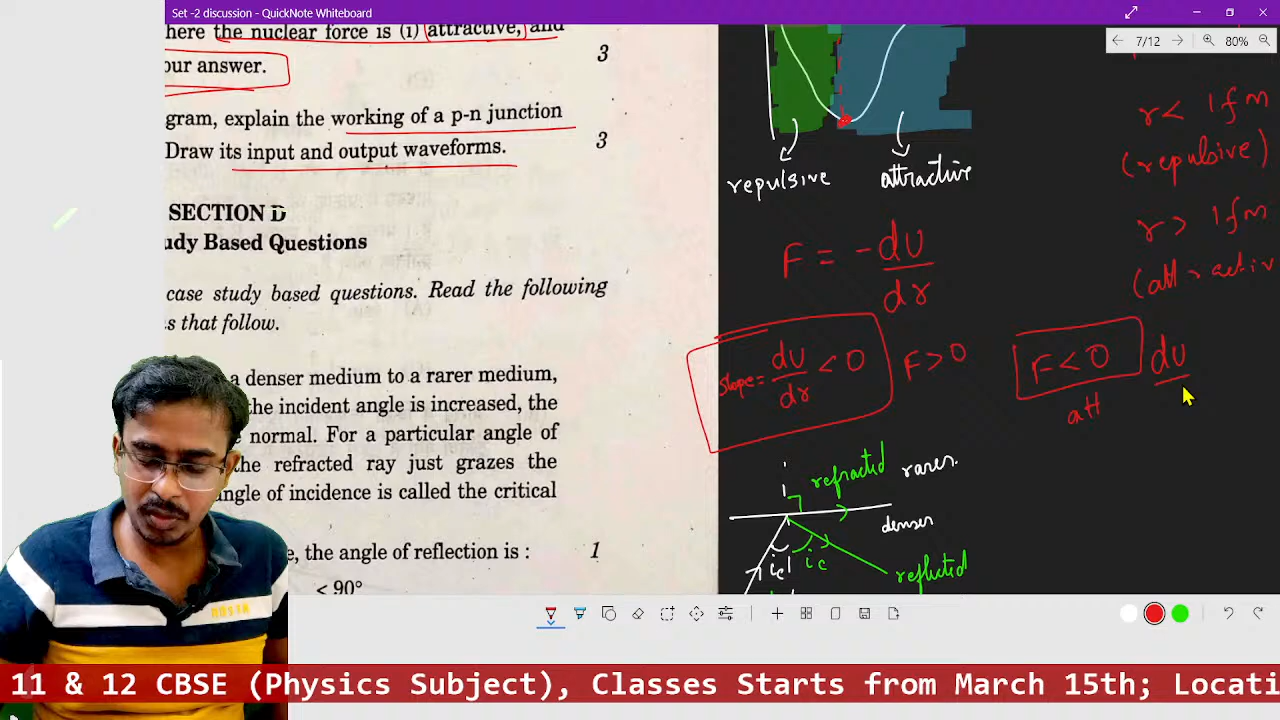 Set -2 discussion - QuickNote Whiteboard
7/12
80%
here the nuclear force is (i) attractive, and
our answer.
3
gram, explain the working of a p-n junction
Draw its input and output waveforms.
3
SECTION D
udy Based Questions
case study based questions. Read the following
s that follow.
a denser medium to a rarer medium,
the incident angle is increased, the
normal. For a particular angle of
the refracted ray just grazes the
ngle of incidence is called the critical
e, the angle of reflection is :
1
< 90°
repulsive
attractive
r < 1fm
(repulsive)
r > 1fm
(attractiv
F = -dU/dr
slope = dU/dr < 0
F > 0
F < 0
att
dU
i
refracted
rarer
denser
ic
ic
reflected
11 & 12 CBSE (Physics Subject), Classes Starts from March 15th; Locati